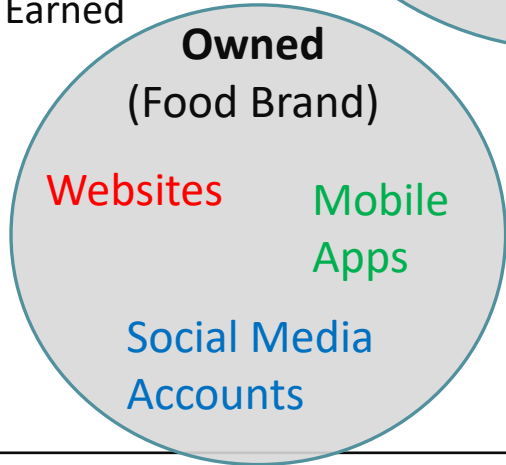 Earned
Owned
(Food Brand)
Websites
Mobile
Apps
Social Media
Accounts